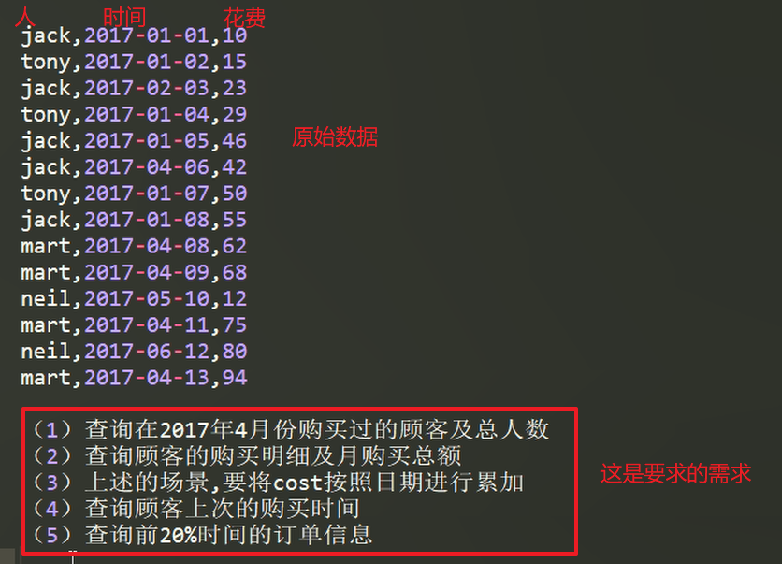 人 时间 花费
jack,2017-01-01,10
tony,2017-01-02,15
jack,2017-02-03,23
tony,2017-01-04,29
原始数据
jack,2017-01-05,46
jack,2017-04-06,42
tony,2017-01-07,50
jack,2017-01-08,55
mart,2017-04-08,62
mart,2017-04-09,68
neil,2017-05-10,12
mart,2017-04-11,75
neil,2017-06-12,80
mart,2017-04-13,94
（1）查询在2017年4月份购买过的顾客及总人数
（2）查询顾客的购买明细及月购买总额
（3）上述的场景,要将cost按照日期进行累加
这是要求的需求
（4）查询顾客上次的购买时间
（5）查询前20%时间的订单信息